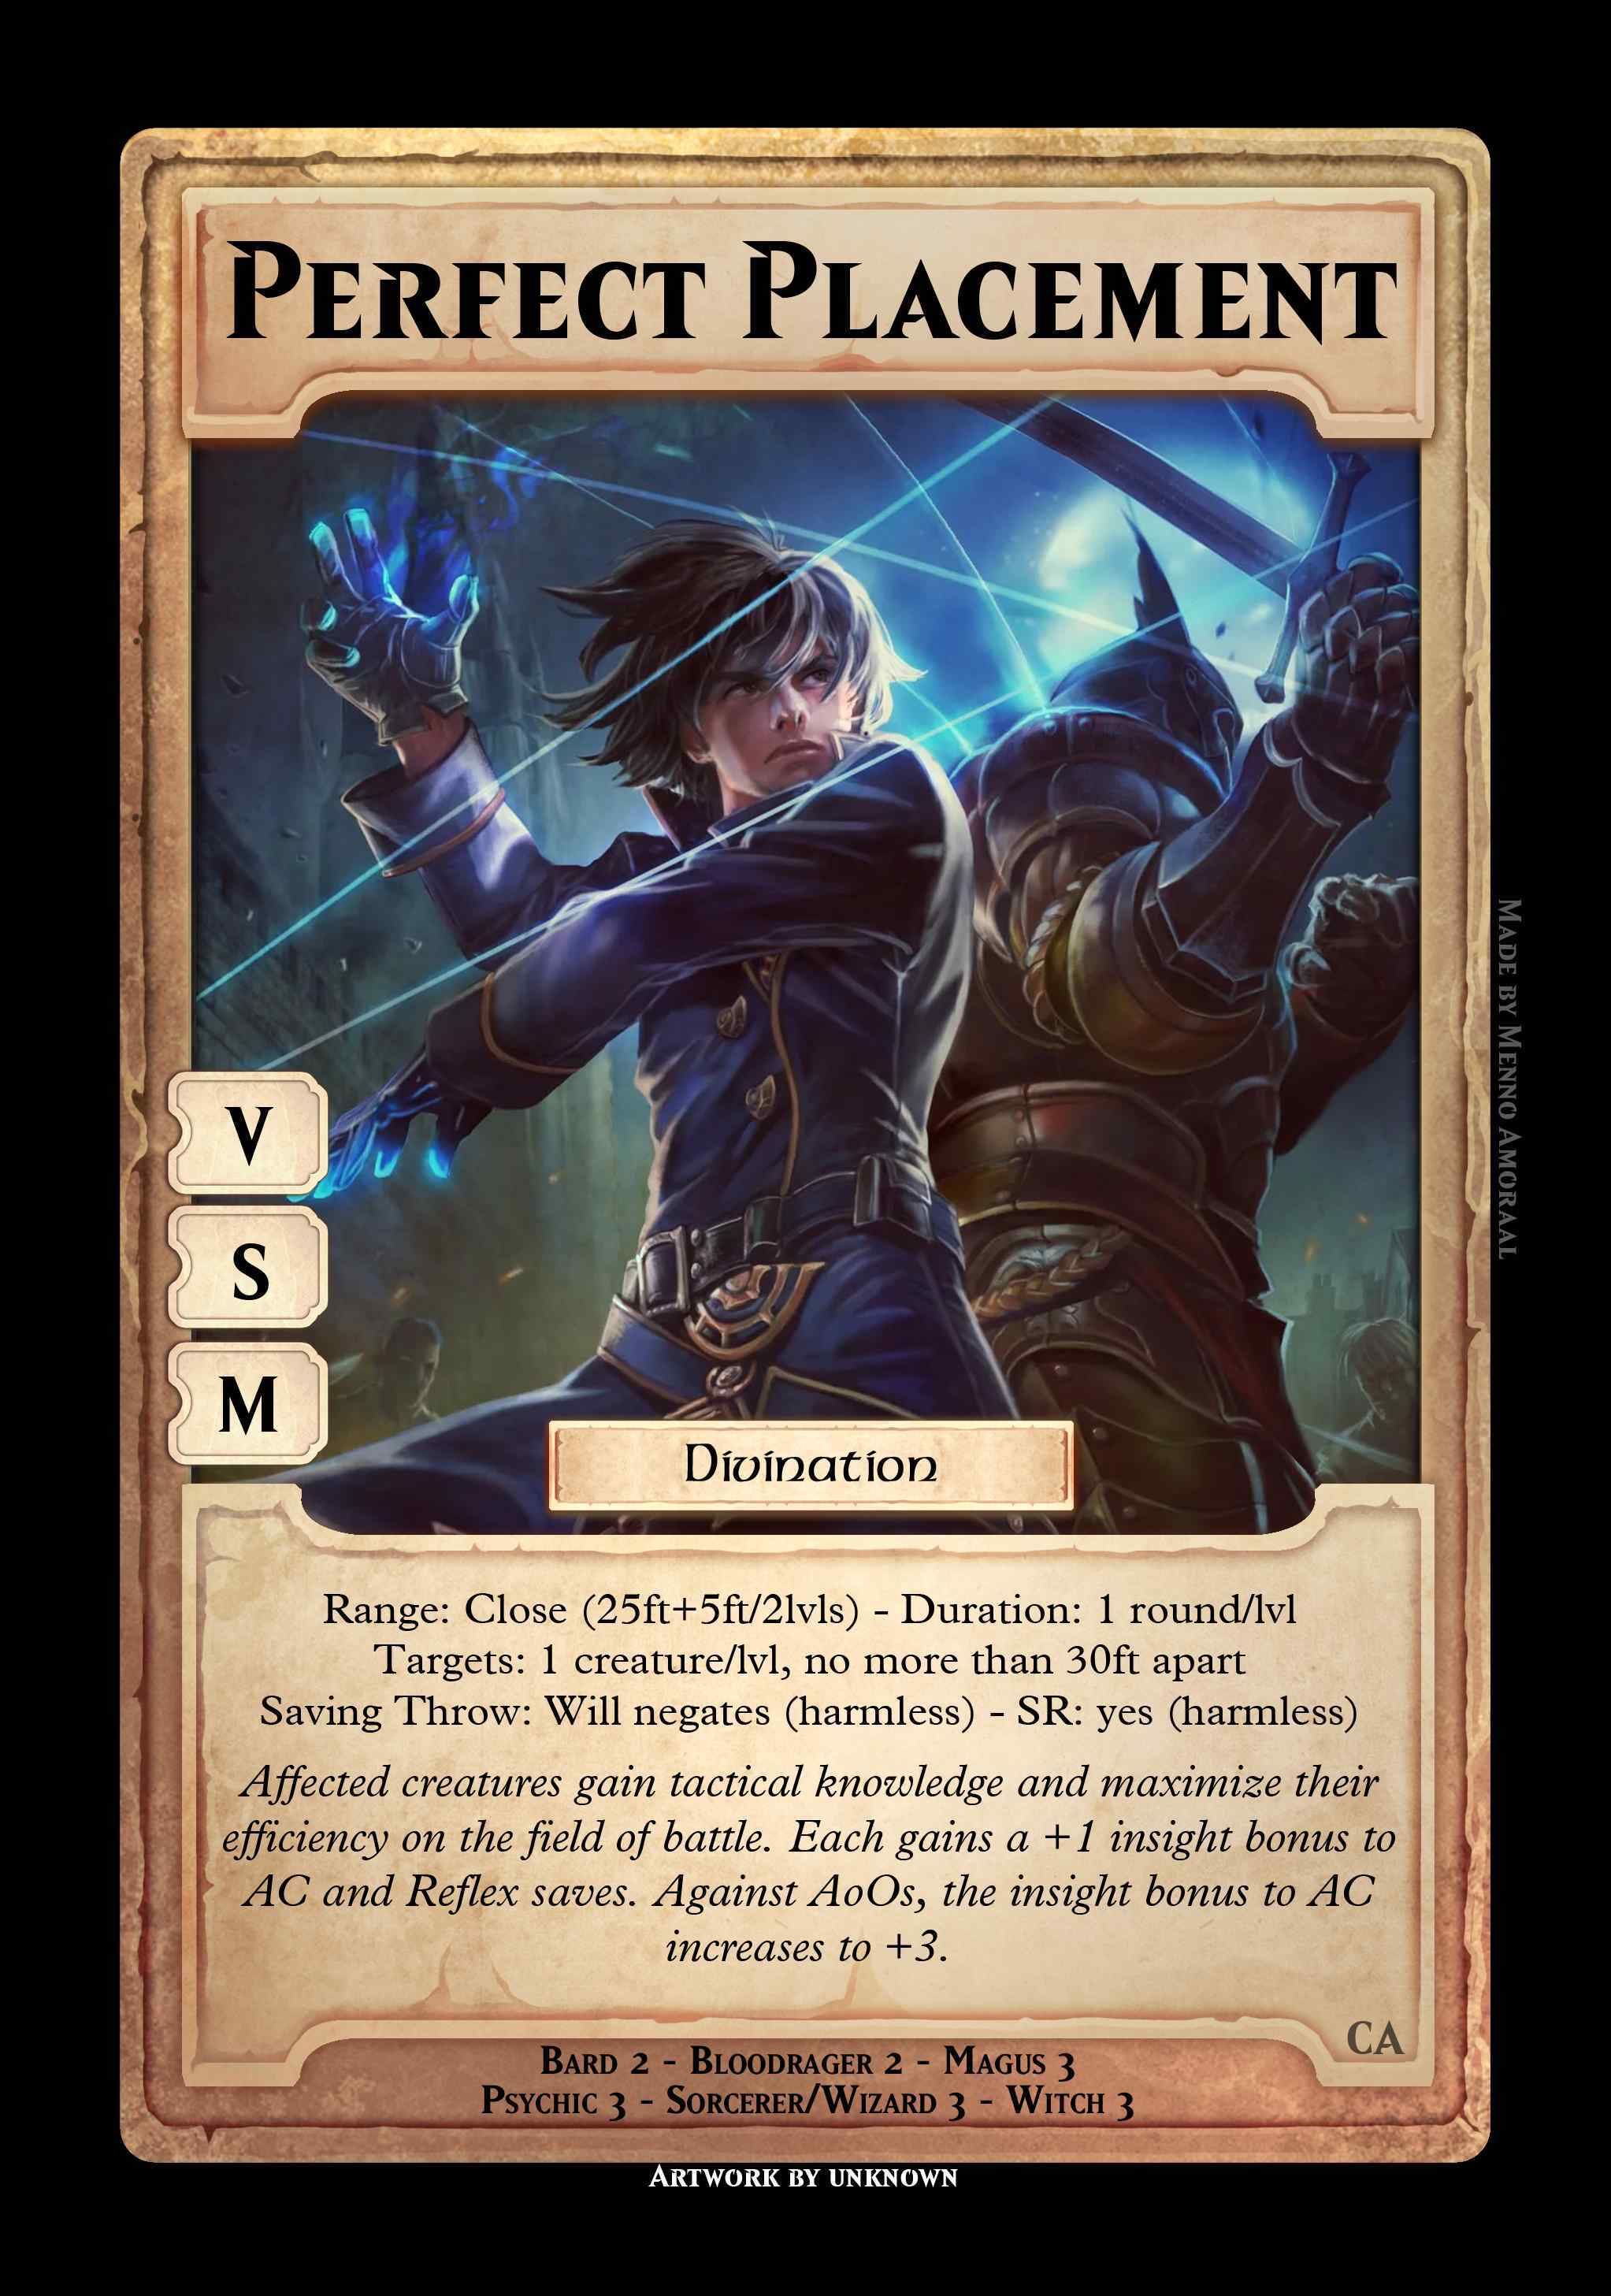 Perfect Placement
V
S
M
Divination
Range: Close (25ft+5ft/2lvls) - Duration: 1 round/lvl
Targets: 1 creature/lvl, no more than 30ft apart
Saving Throw: Will negates (harmless) - SR: yes (harmless)
Affected creatures gain tactical knowledge and maximize their
efficiency on the field of battle. Each gains a +1 insight bonus to
AC and Reflex saves. Against AoOs, the insight bonus to AC
increases to +3.
CA
Bard 2 - Bloodrager 2 - Magus 3
Psychic 3 - Sorcerer/Wizard 3 - Witch 3
Artwork by unknown
Made by Menno Amoraal